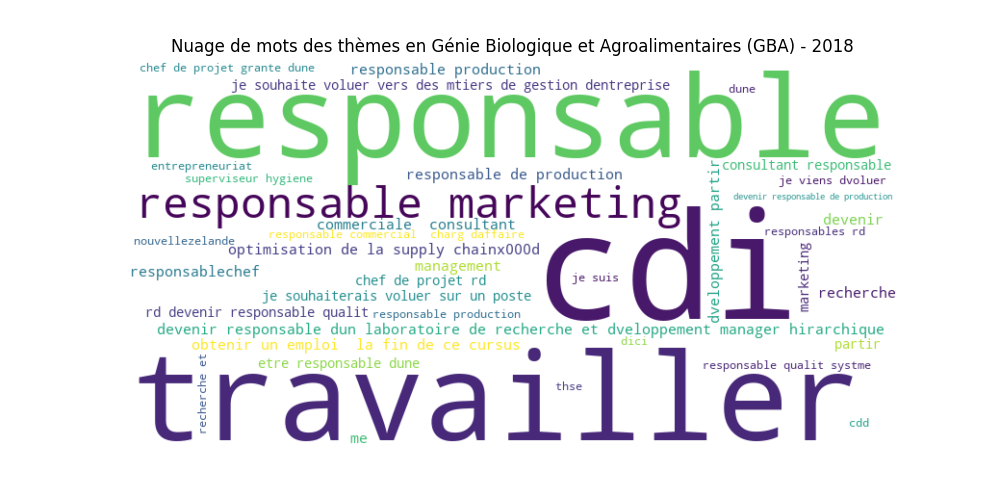 Nuage de mots des thèmes en Génie Biologique et Agroalimentaires (GBA) - 2018
chef de projet grante dune
responsable production
je souhaite voluer vers des mtiers de gestion dentreprise
dune
responsable
entrepreneuriat
superviseur hygiene
responsable de production
consultant responsable
je viens dvoluer
devenir responsable de production
responsable marketing
dveloppement partir
commerciale consultant
responsable commercial charg daffaire
nouvellezelande
optimisation de la supply chainx000d
devenir
responsables rd
cdi
je suis
marketing
management
responsablechef
chef de projet rd
je souhaiterais voluer sur un poste
recherche
rd devenir responsable qualit
responsable production
devenir responsable dun laboratoire de recherche et dveloppement manager hirarchique
obtenir un emploi la fin de ce cursus
dici
partir
recherche et
etre responsable dune
responsable qualit systme
travailler
thse
cdd
me